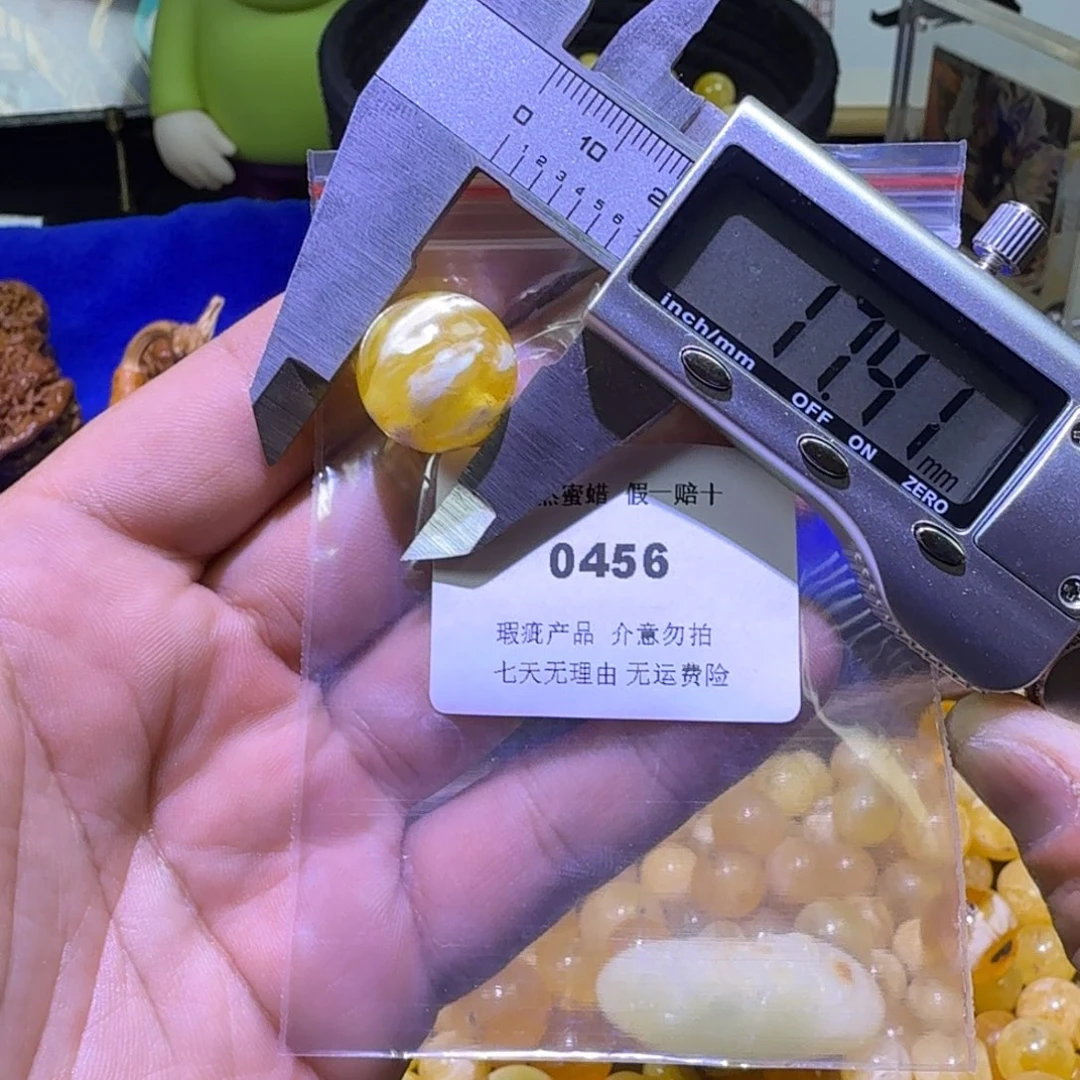 0 10 2
1 2 3 4 5 6
17.41 mm
inch/mm
OFF ON
ZERO
蜜蜡 假一赔十
0456
瑕疵产品 介意勿拍
七天无理由 无运费险